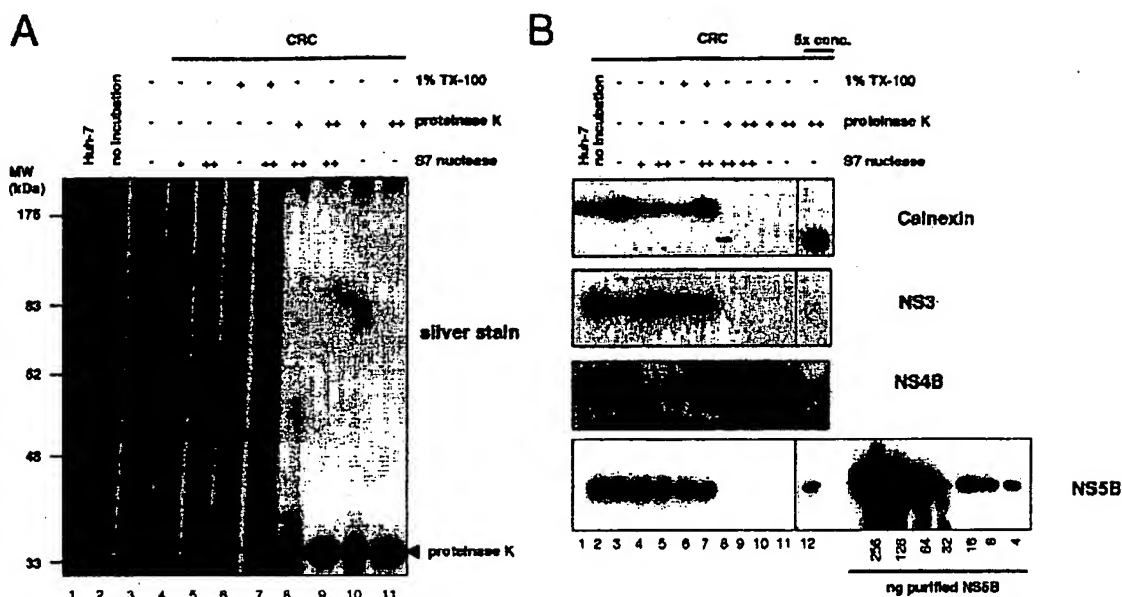 A
CRC
Huh-7
no incubation
- - - + + - - - - 1% TX-100
- - - - - + ++ + ++ proteinase K
- + ++ - ++ ++ ++ - - S7 nuclease
MW
(kDa)
175
83
62
48
33
silver stain
proteinase K
1 2 3 4 5 6 7 8 9 10 11
B
CRC
5x conc.
Huh-7
no incubation
- - - + + - - - - - 1% TX-100
- - - - - + ++ + ++ ++ proteinase K
- + ++ - ++ ++ ++ - - - S7 nuclease
Calnexin
NS3
NS4B
NS5B
1 2 3 4 5 6 7 8 9 10 11 12
256 128 64 32 16 8 4
ng purified NS5B